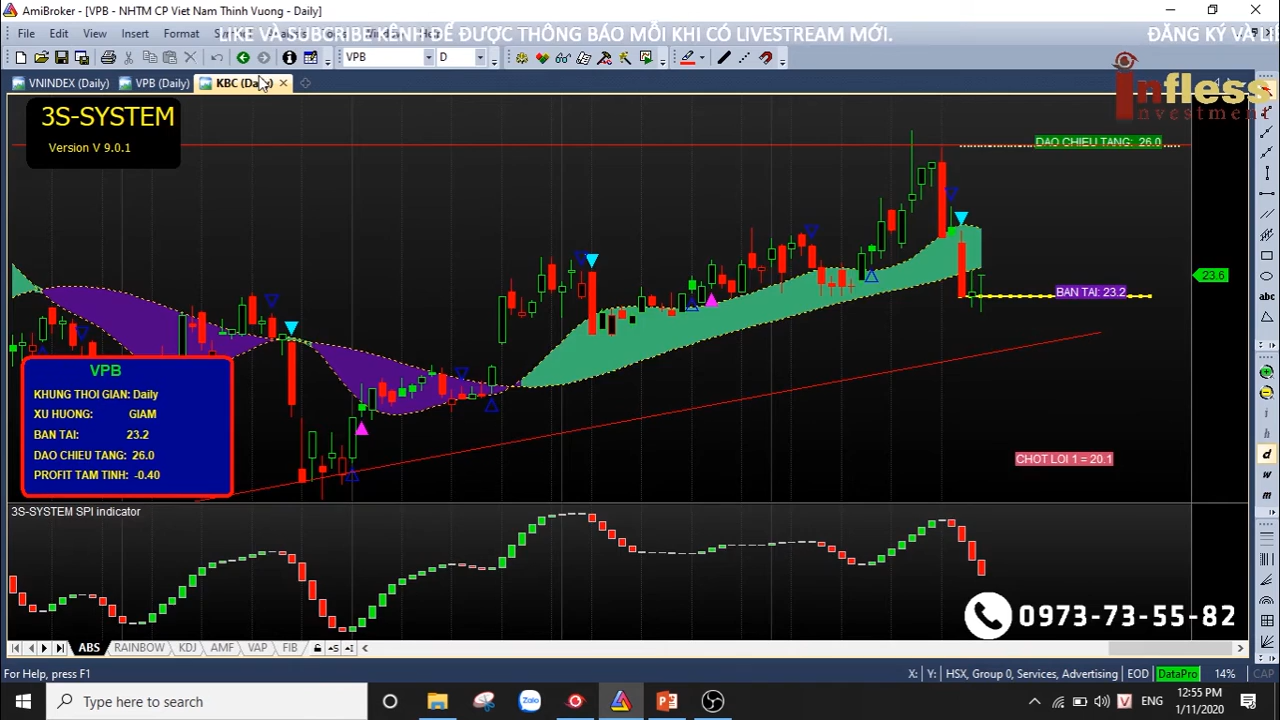 AmiBroker - [VPB - NHTM CP Viet Nam Thinh Vuong - Daily]
File Edit View Insert Format
LIKE VÀ SUBCRIBE KÊNH ĐỂ ĐƯỢC THÔNG BÁO MỖI KHI CÓ LIVESTREAM MỚI.
ĐĂNG KÝ VÀ LI
VPB D
VNINDEX (Daily) VPB (Daily) KBC (Daily)
Infless
Investment
3S-SYSTEM
Version V 9.0.1
DAO CHIEU TANG: 26.0
23.6
BAN TAI: 23.2
VPB
KHUNG THOI GIAN: Daily
XU HUONG: GIAM
BAN TAI: 23.2
DAO CHIEU TANG: 26.0
PROFIT TAM TINH: -0.40
CHOT LOI 1 = 20.1
3S-SYSTEM SPI indicator
0973-73-55-82
ABS RAINBOW KDJ AMF VAP FIB
For Help, press F1
X: Y: HSX, Group 0, Services, Advertising EOD DataPro 14% CAP
Type here to search
Zalo
ENG
12:55 PM
1/11/2020
abc
i
h
d
w
m